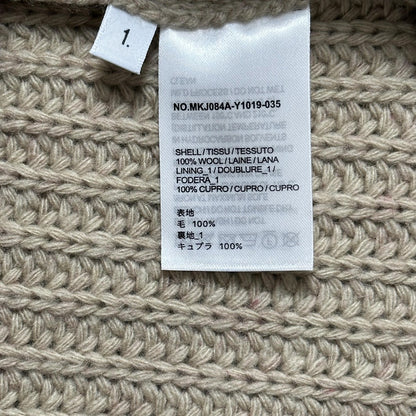 1.
NO.MKJ084A-Y1019-035
SHELL / TISSU / TESSUTO
100% WOOL / LAINE / LANA
LINING_1 / DOUBLURE_1 /
FODERA_1
100% CUPRO / CUPRO / CUPRO
表地
毛 100%
裏地_1
キュプラ 100%